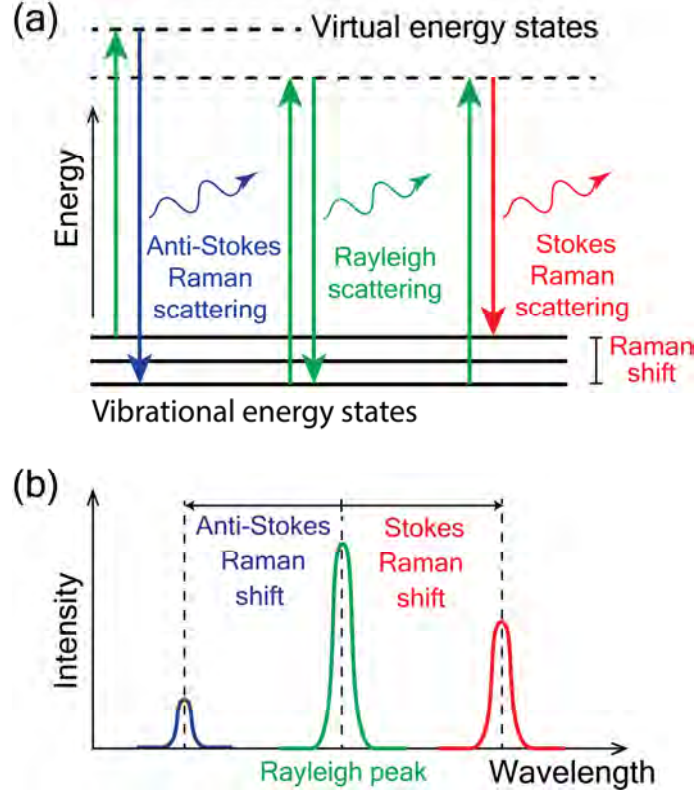 (a)
Virtual energy states
Energy
Anti-Stokes
Raman
scattering
Rayleigh
scattering
Stokes
Raman
scattering
Raman
shift
Vibrational energy states
(b)
Intensity
Anti-Stokes
Raman
shift
Stokes
Raman
shift
Rayleigh peak
Wavelength